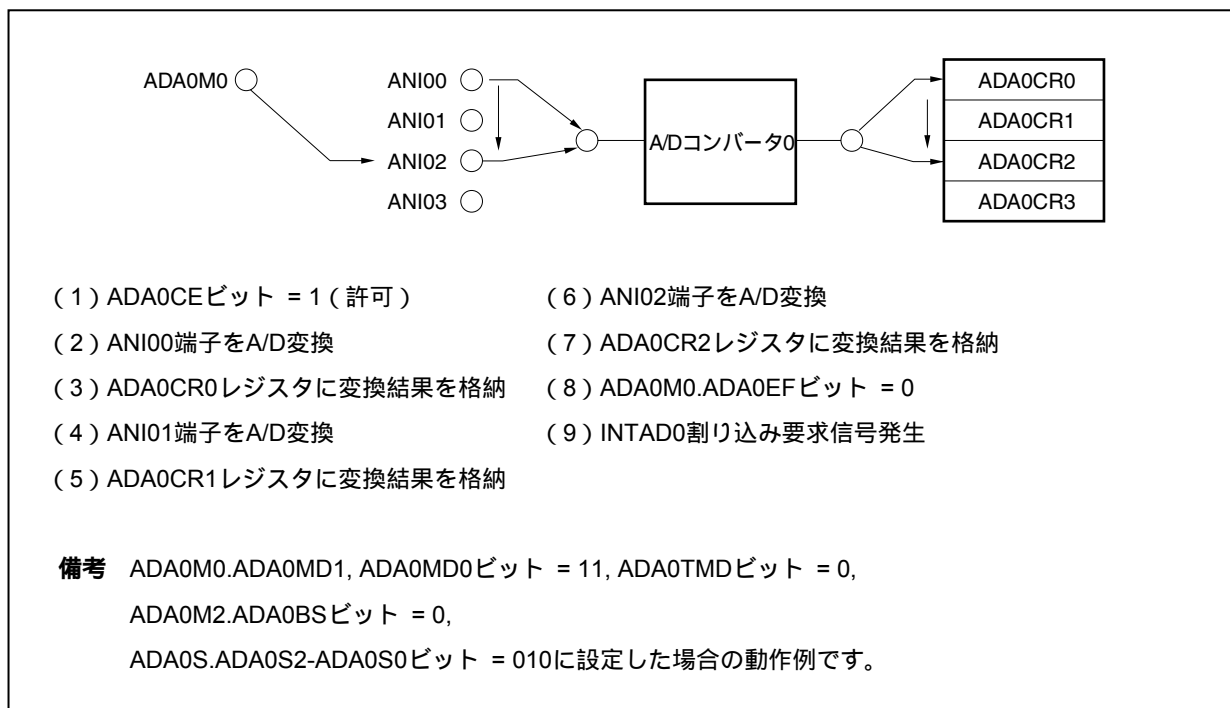 ADA0M0
ANI00
ANI01
ANI02
ANI03
A/Dコンバータ0
ADA0CR0
ADA0CR1
ADA0CR2
ADA0CR3
(1)ADA0CEビット = 1(許可)
(2)ANI00端子をA/D変換
(3)ADA0CR0レジスタに変換結果を格納
(4)ANI01端子をA/D変換
(5)ADA0CR1レジスタに変換結果を格納
(6)ANI02端子をA/D変換
(7)ADA0CR2レジスタに変換結果を格納
(8)ADA0M0.ADA0EFビット = 0
(9)INTAD0割り込み要求信号発生
備考 ADA0M0.ADA0MD1, ADA0MD0ビット = 11, ADA0TMDビット = 0,
ADA0M2.ADA0BSビット = 0,
ADA0S.ADA0S2-ADA0S0ビット = 010に設定した場合の動作例です。